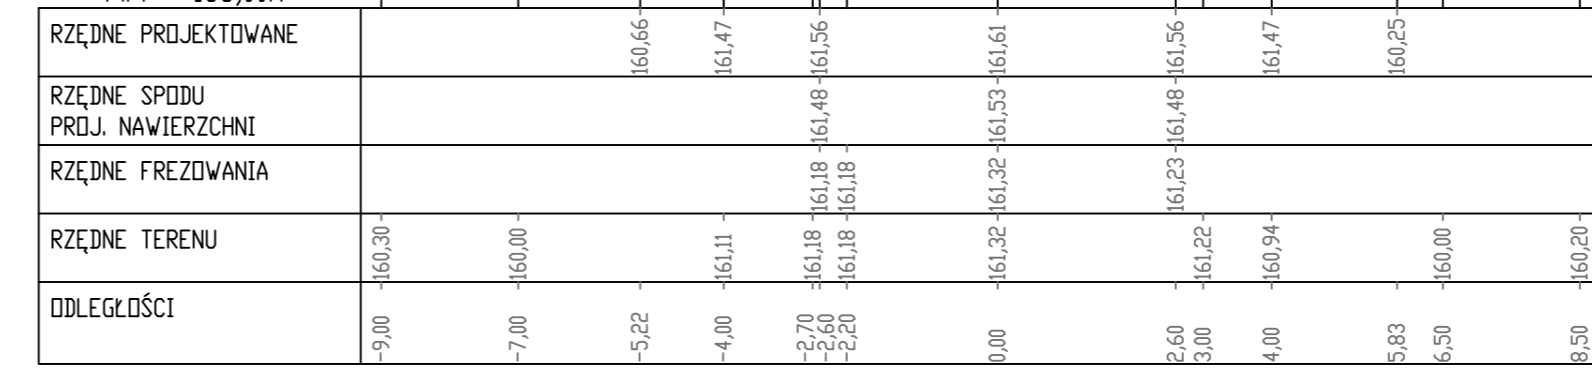 RZĘDNE PROJEKTOWANE 160,66 161,47 161,56 161,61 161,56 161,47 160,25
RZĘDNE SPODU
PROJ. NAWIERZCHNI 161,48 161,53 161,48
RZĘDNE FREZOWANIA 161,18 161,18 161,32 161,23
RZĘDNE TERENU 160,30 160,00 161,11 161,18 161,18 161,32 161,22 160,94 160,00 160,20
ODLEGŁOŚCI -9,00 -7,00 -5,22 -4,00 -2,70 -2,60 -2,20 0,00 2,60 3,00 4,00 5,83 6,50 8,50